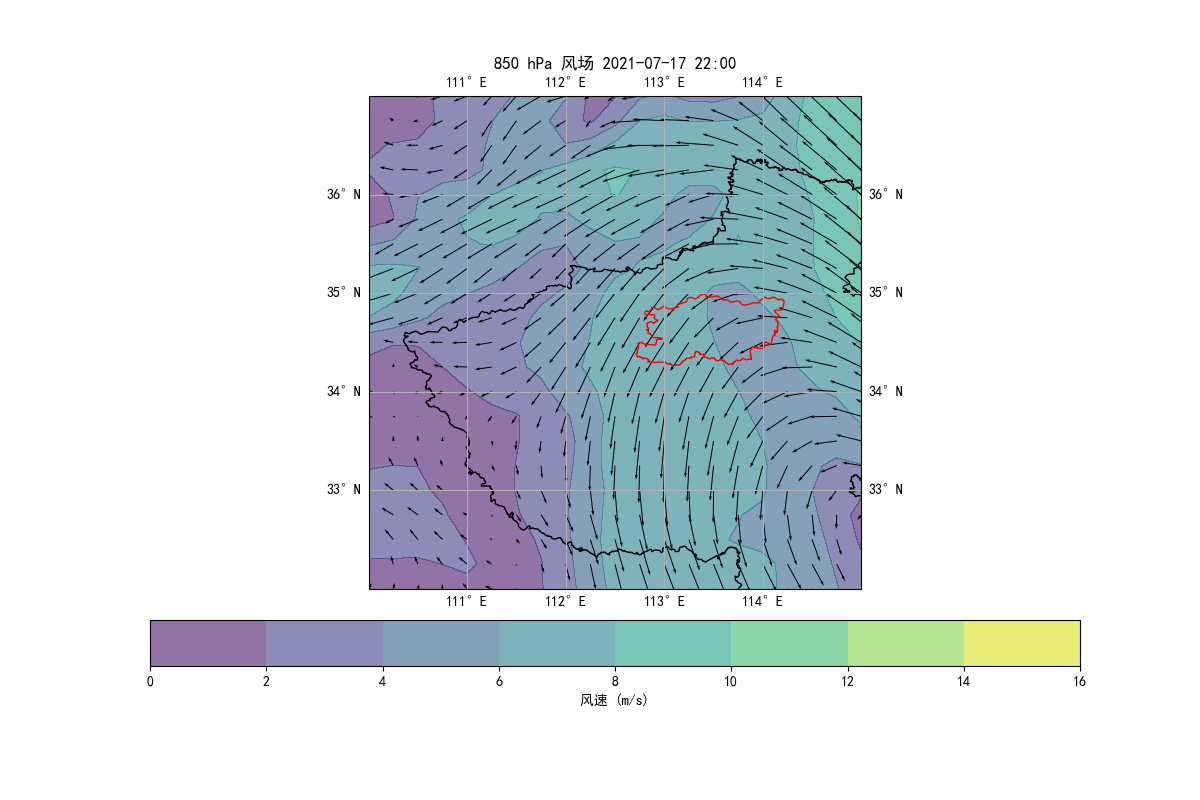 850 hPa 风场 2021-07-17 22:00
111° E 112° E 113° E 114° E
36° N 36° N
35° N 35° N
34° N 34° N
33° N 33° N
111° E 112° E 113° E 114° E
0 2 4 6 8 10 12 14 16
风速 (m/s)